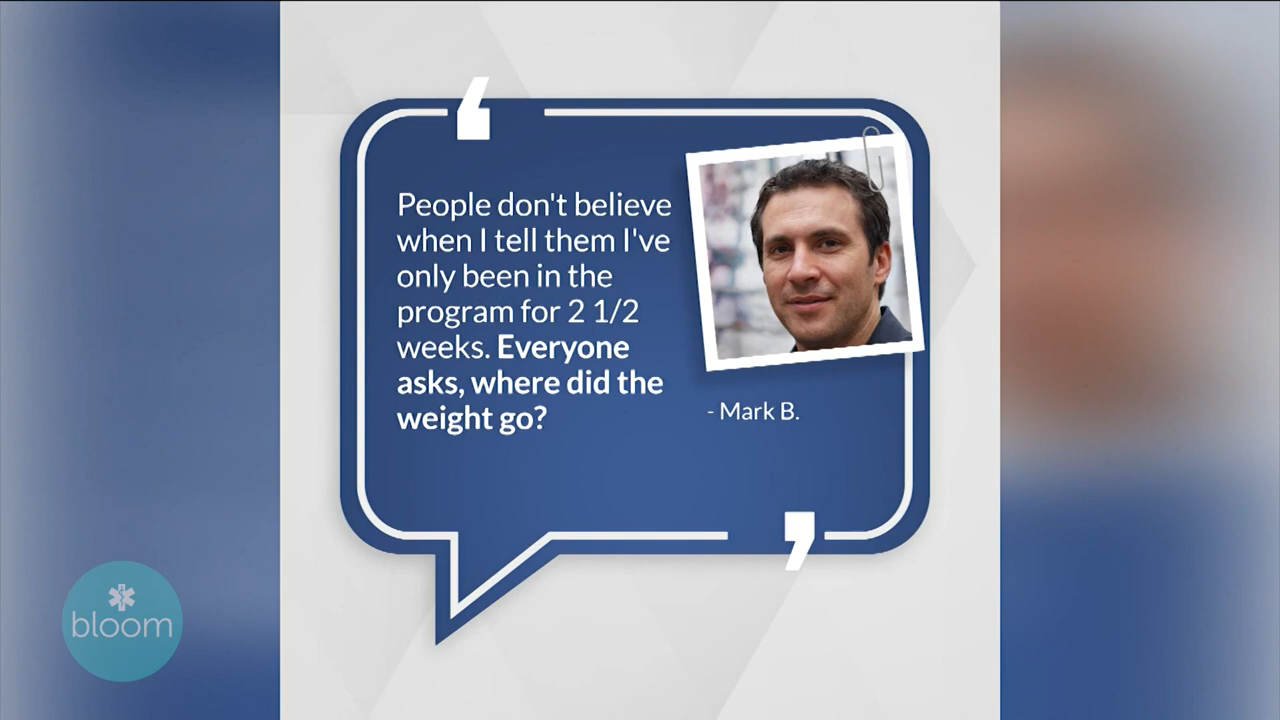 People don't believe
when I tell them I've
only been in the
program for 2 1/2
weeks. Everyone
asks, where did the
weight go?
- Mark B.
bloom